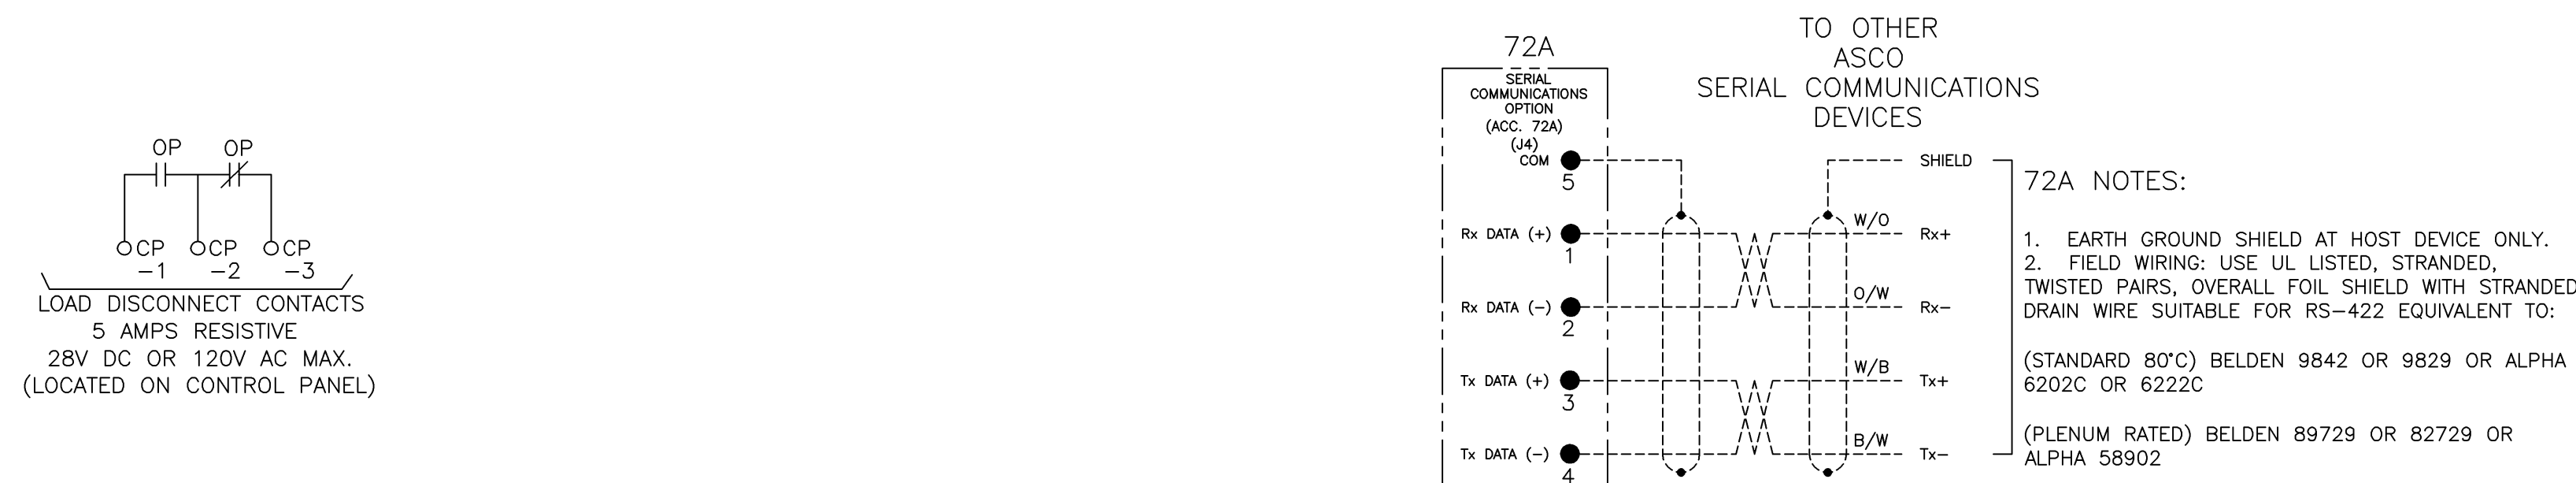 OP OP
CP CP CP
-1 -2 -3
LOAD DISCONNECT CONTACTS
5 AMPS RESISTIVE
28V DC OR 120V AC MAX.
(LOCATED ON CONTROL PANEL)
72A
SERIAL
COMMUNICATIONS
OPTION
(ACC. 72A)
(J4)
COM
5
Rx DATA (+)
1
Rx DATA (-)
2
Tx DATA (+)
3
Tx DATA (-)
4
TO OTHER
ASCO
SERIAL COMMUNICATIONS
DEVICES
SHIELD
W/O Rx+
O/W Rx-
W/B Tx+
B/W Tx-
72A NOTES:
1. EARTH GROUND SHIELD AT HOST DEVICE ONLY.
2. FIELD WIRING: USE UL LISTED, STRANDED,
TWISTED PAIRS, OVERALL FOIL SHIELD WITH STRANDED
DRAIN WIRE SUITABLE FOR RS-422 EQUIVALENT TO:
(STANDARD 80°C) BELDEN 9842 OR 9829 OR ALPHA
6202C OR 6222C
(PLENUM RATED) BELDEN 89729 OR 82729 OR
ALPHA 58902